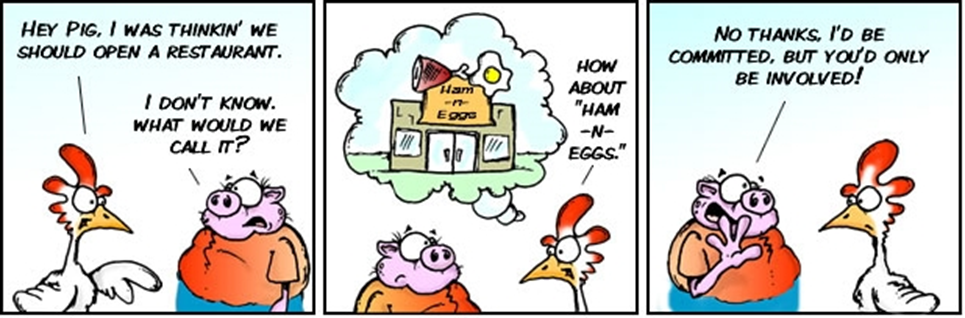 HEY PIG, I WAS THINKIN' WE
SHOULD OPEN A RESTAURANT.
I DON'T KNOW.
WHAT WOULD WE
CALL IT?
Ham
-n-
Eggs
HOW
ABOUT
"HAM
-N-
EGGS."
NO THANKS, I'D BE
COMMITTED, BUT YOU'D ONLY
BE INVOLVED!